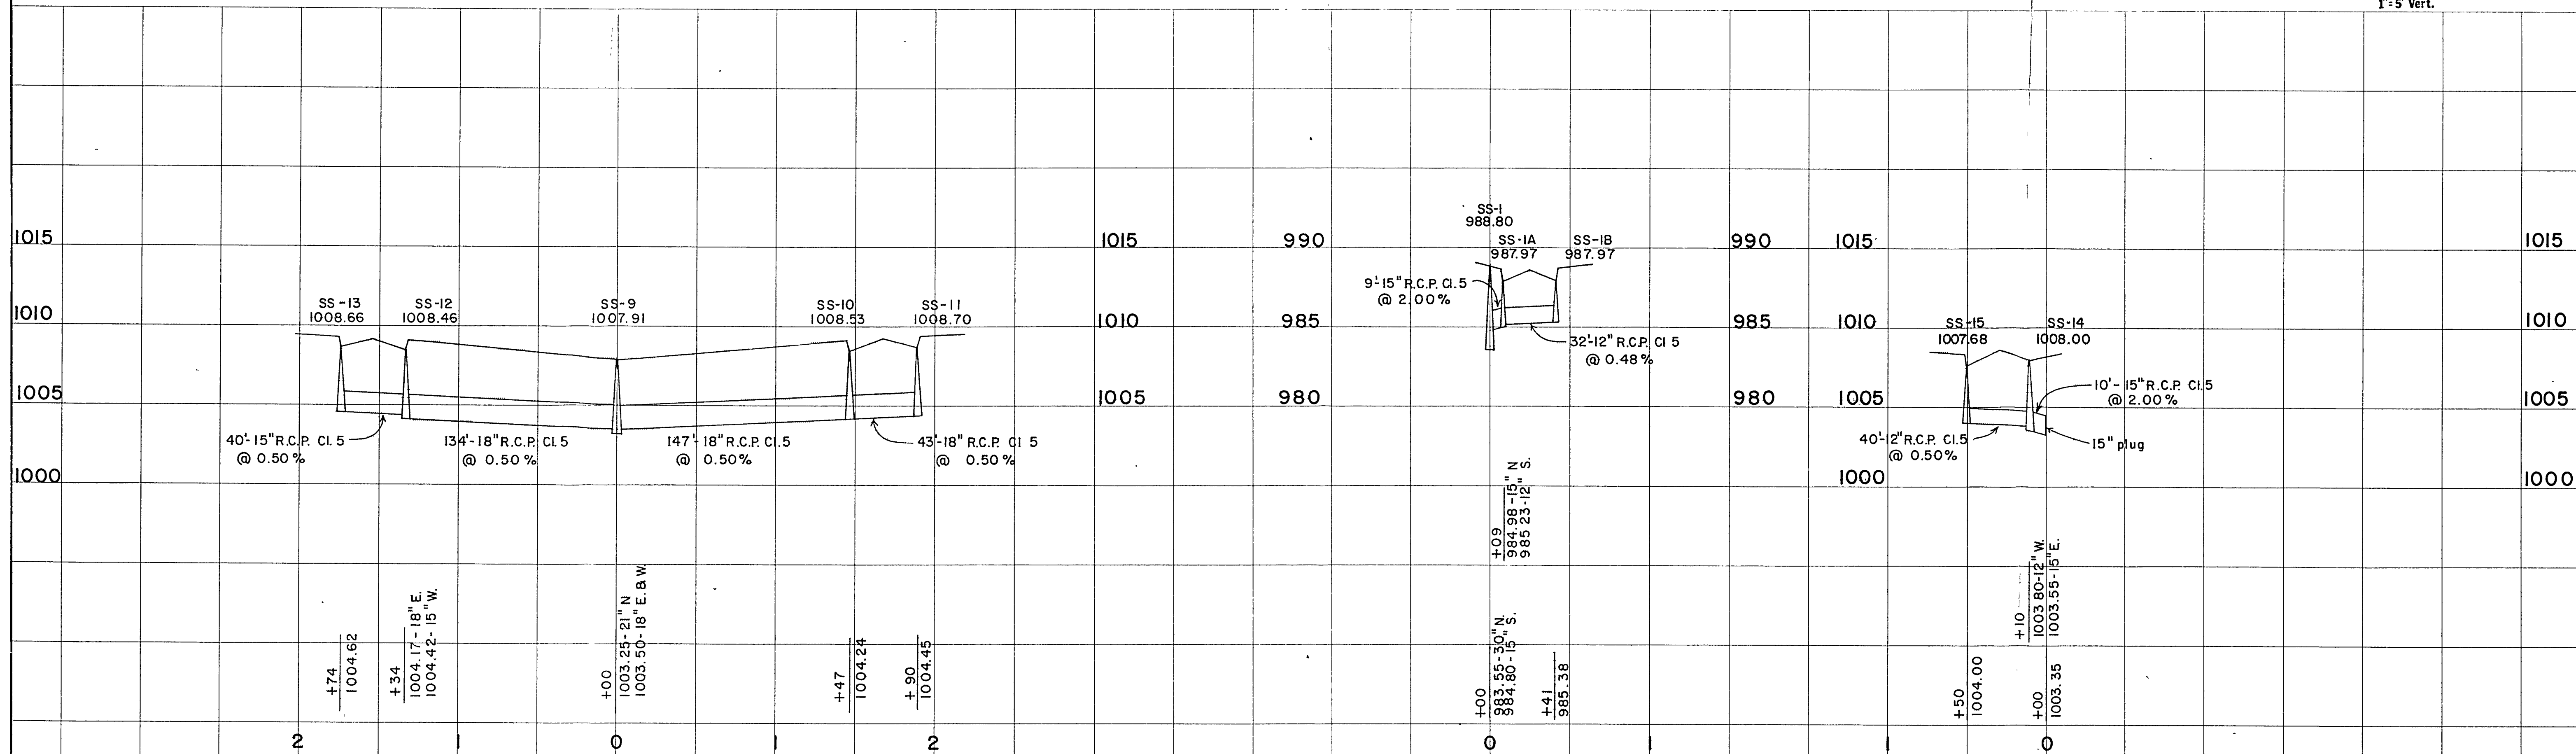 1"=5' Vert.
SS-1
988.80
1015
1015
990
SS-1A
987.97
SS-1B
987.97
990
1015
1015
9'-15" R.C.P. Cl. 5
@ 2.00%
SS-13
1008.66
SS-12
1008.46
SS-9
1007.91
SS-10
1008.53
SS-11
1008.70
1010
1010
985
985
1010
SS-15
1007.68
SS-14
1008.00
1010
32'-12" R.C.P. Cl 5
@ 0.48%
10'-15" R.C.P. Cl.5
@ 2.00%
1005
1005
980
980
1005
1005
40'-15" R.C.P. Cl. 5
@ 0.50%
134'-18" R.C.P. Cl. 5
@ 0.50%
147'-18" R.C.P. Cl. 5
@ 0.50%
43'-18" R.C.P. Cl 5
@ 0.50%
40'-12" R.C.P. Cl.5
@ 0.50%
15" plug
1000
1000
1000
+74
1004.62
+34
1004.17-18" E.
1004.42-15" W.
+00
1003.25-21" N
1003.50-18" E. & W.
+47
1004.24
+90
1004.45
+00
983.55-30" N.
984.80-15" S.
+09
984.98-15" N
985 23-12" S.
+41
985.38
+50
1004.00
+10
1003 80-12" W.
1003.55-15" E.
+00
1003.35
2
1
0
1
2
0
1
1
0